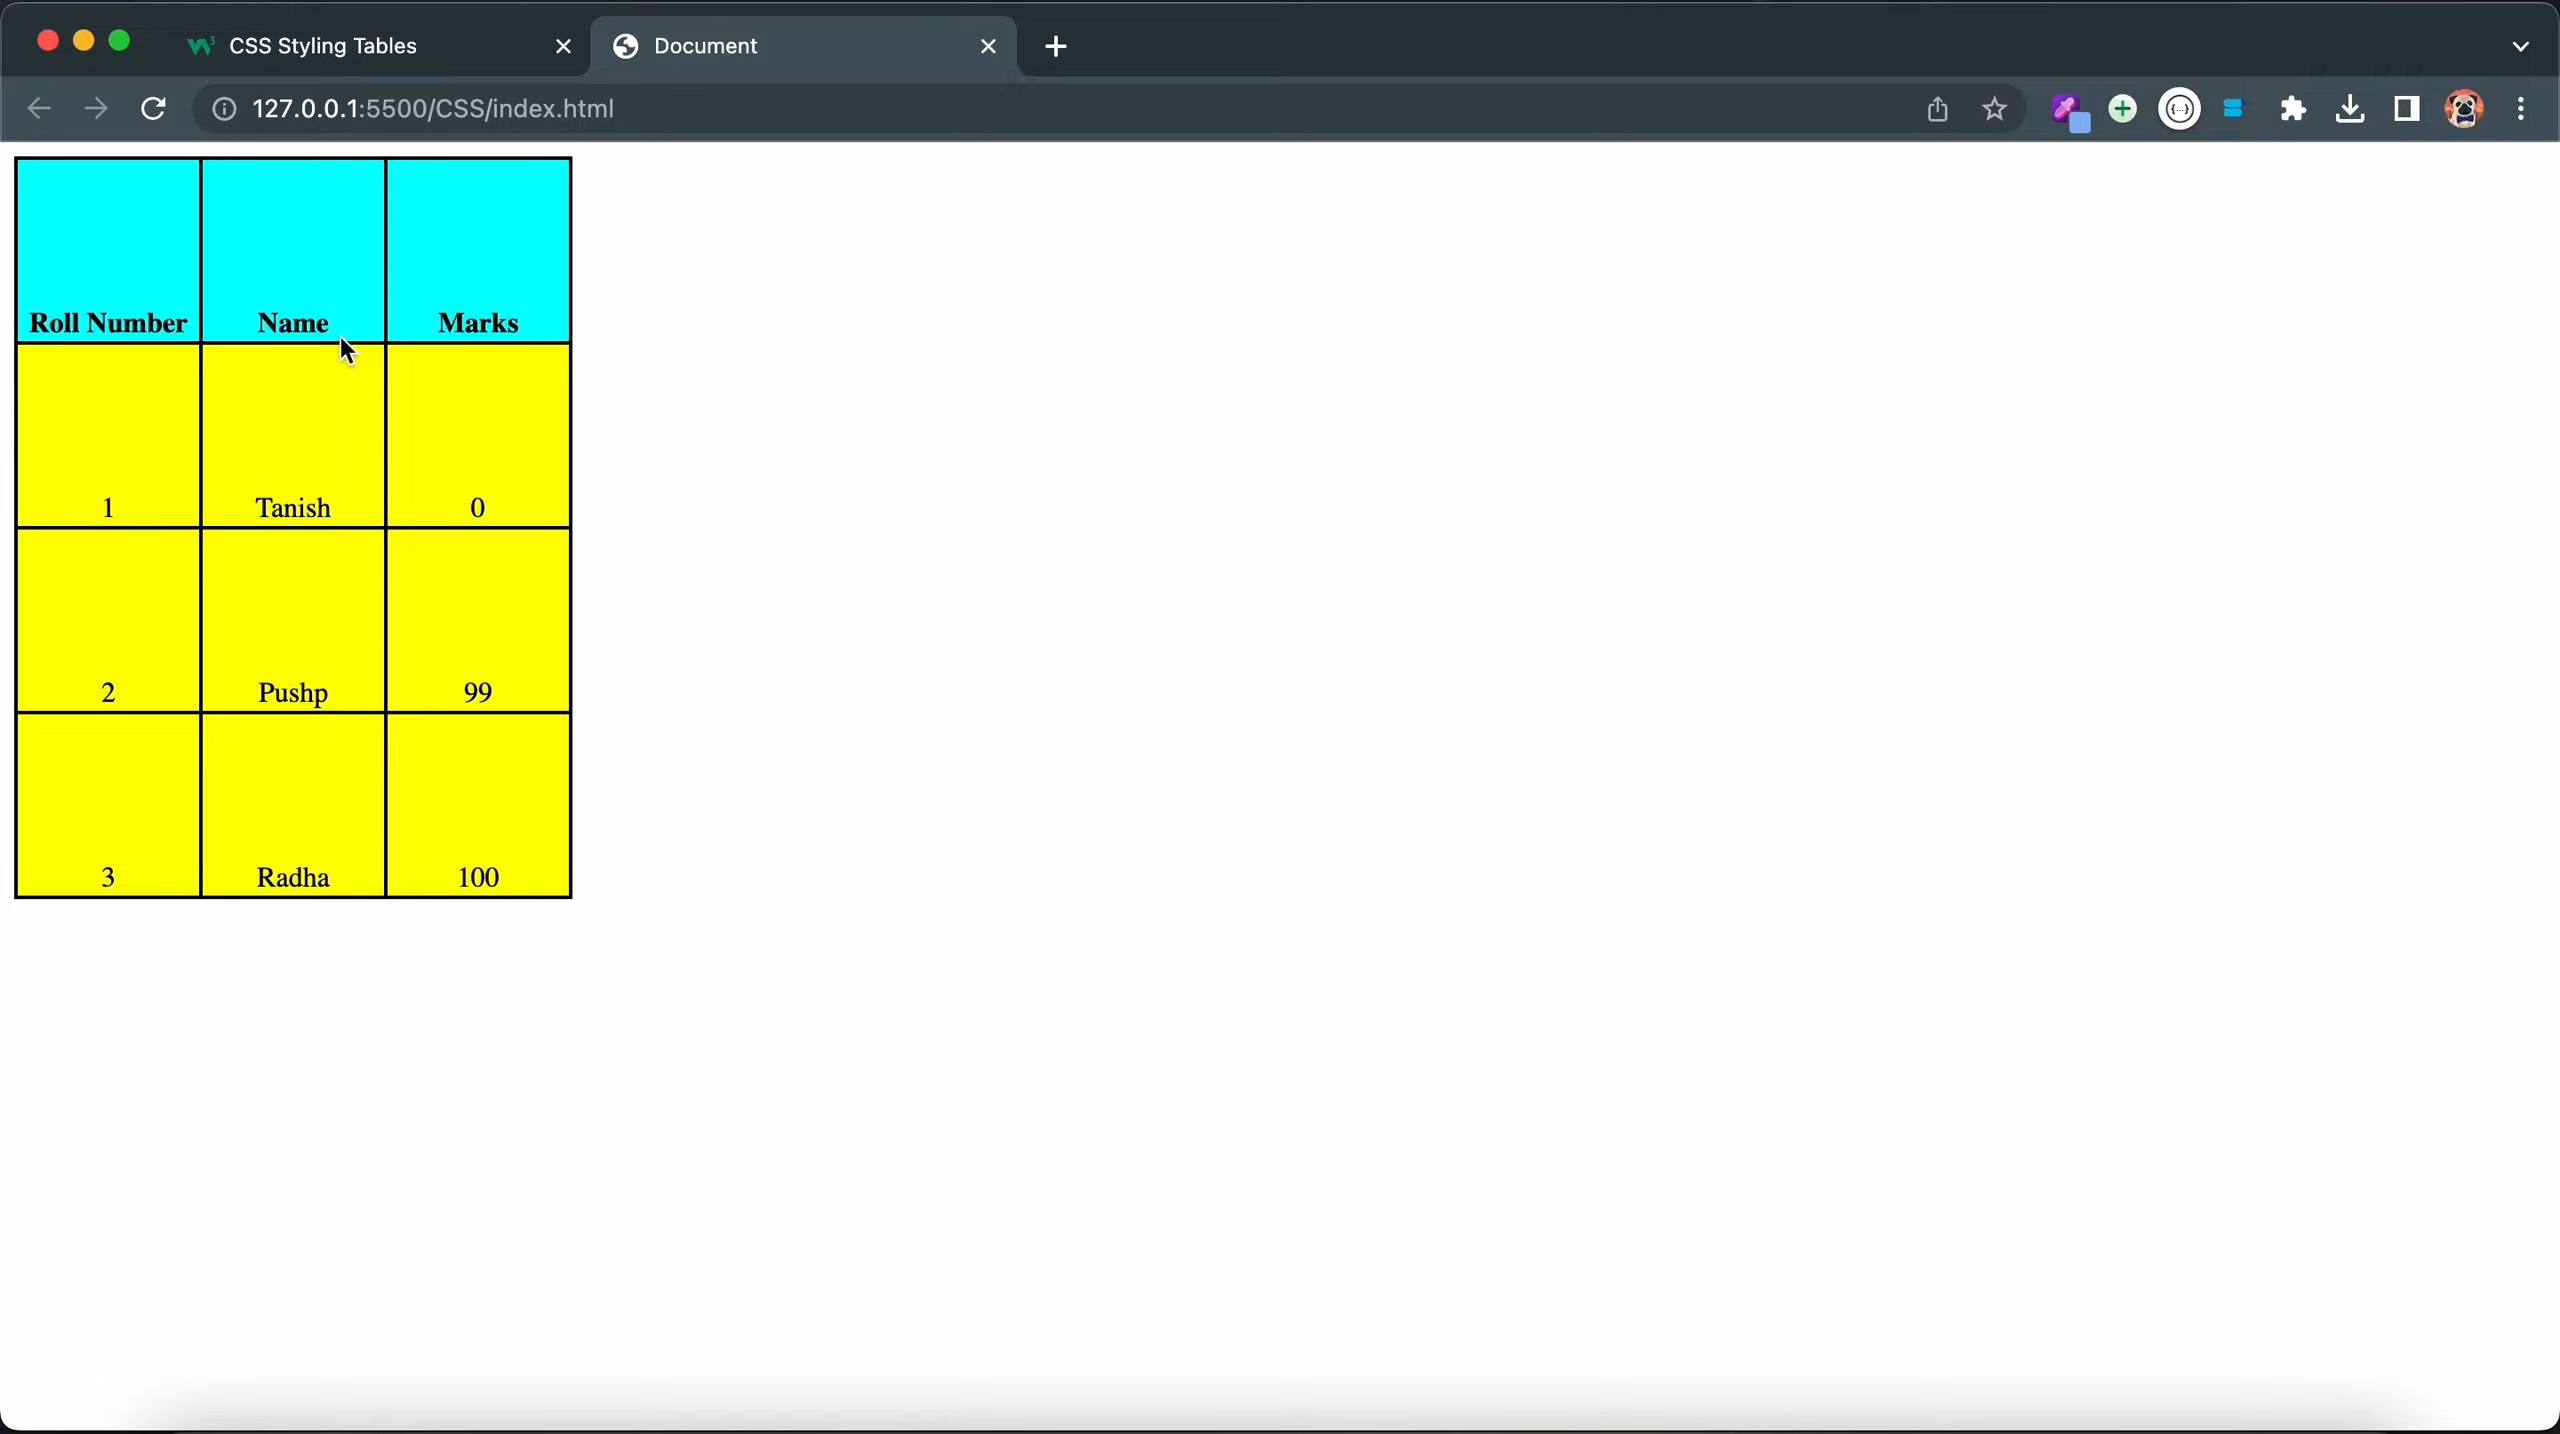 CSS Styling Tables
Document
127.0.0.1:5500/CSS/index.html
Roll Number Name Marks
1 Tanish 0
2 Pushp 99
3 Radha 100